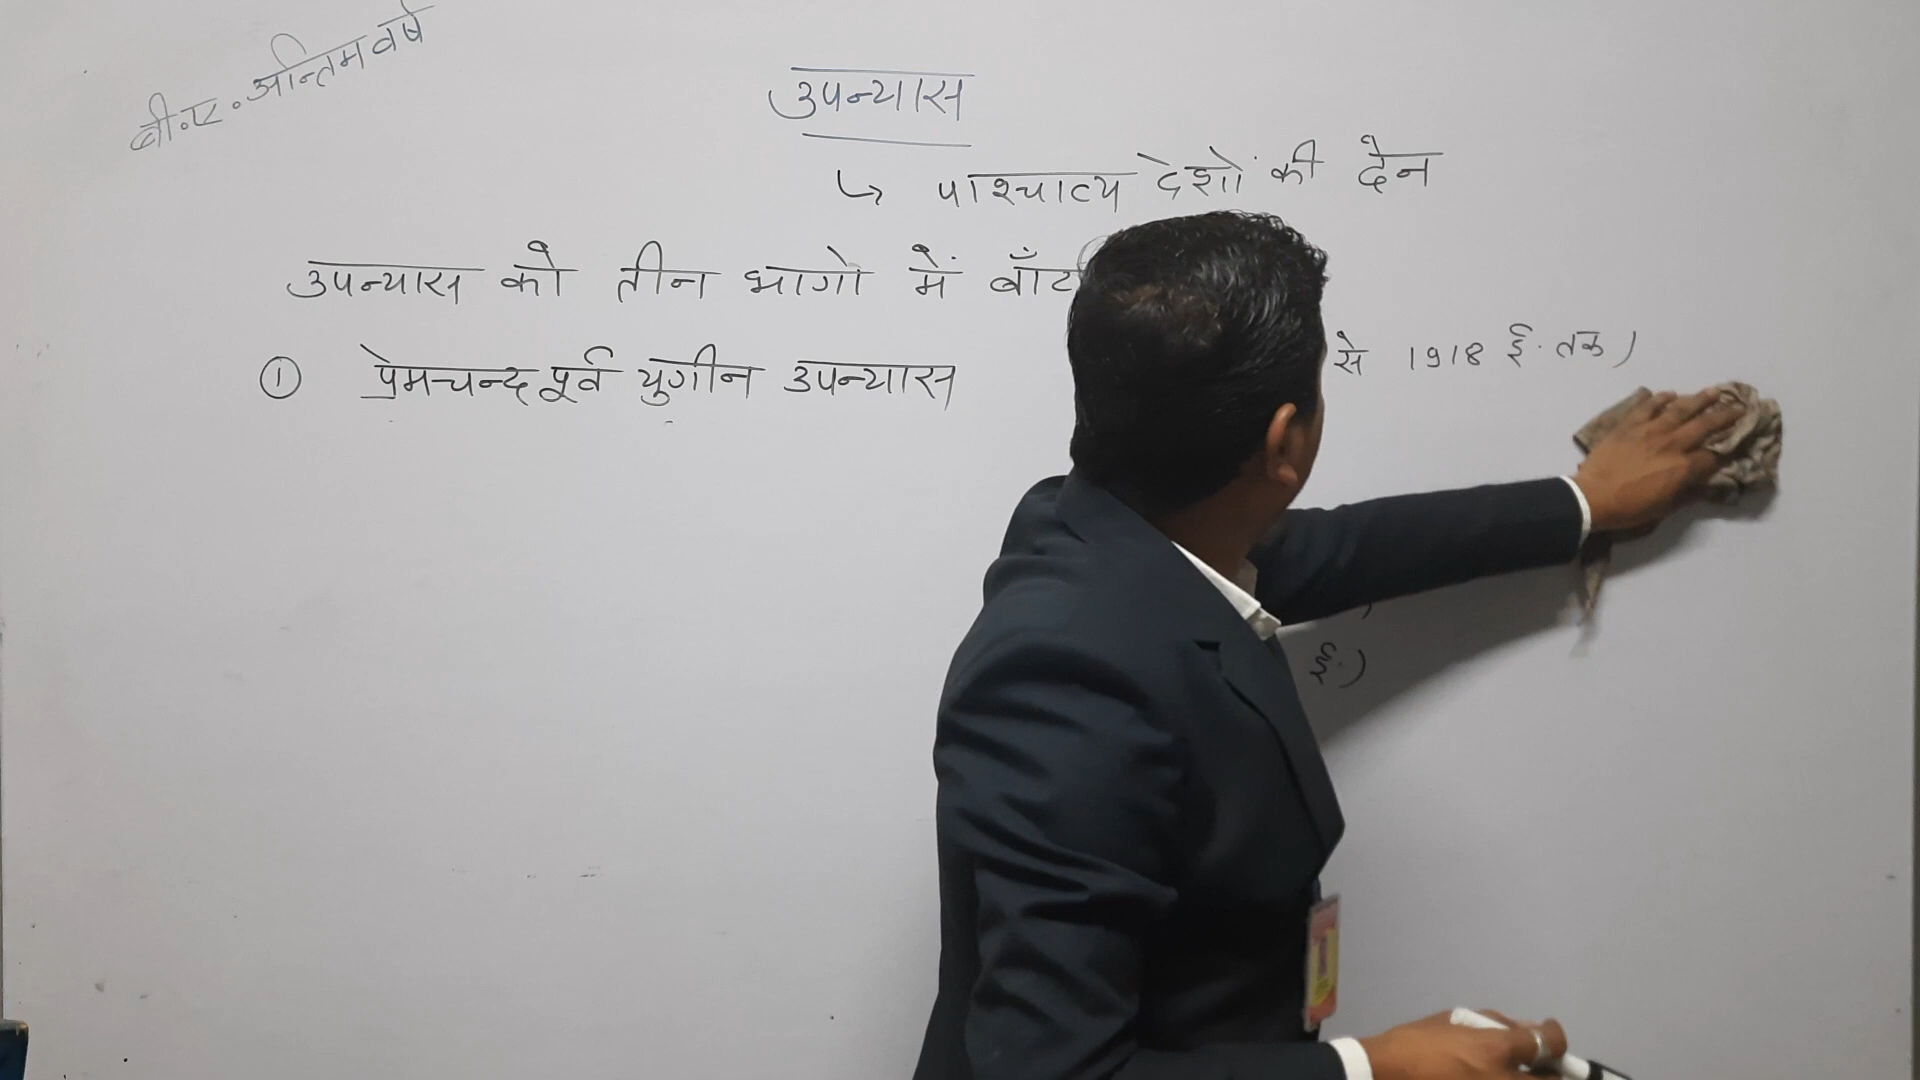 बी.ए. अन्तिम वर्ष
उपन्यास
↳ पाश्चात्य देशों की देन
उपन्यास को तीन भागो में
① प्रेमचन्द पूर्व युगीन उपन्यास से 1918 ई. तक)
ई.)